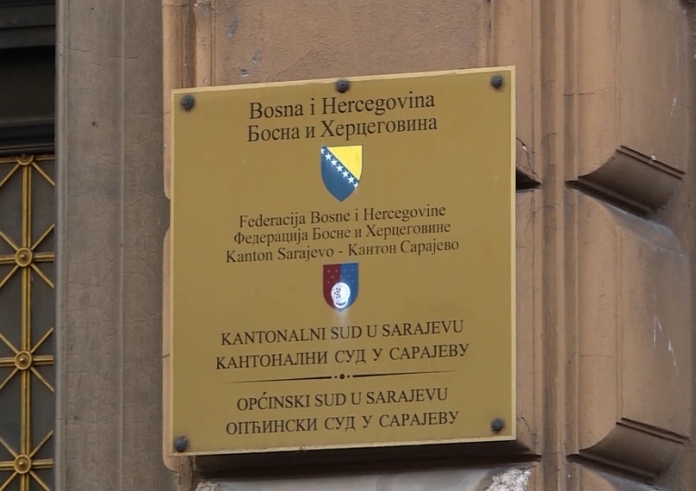 Bosna i Hercegovina
Босна и Херцеговина
Federacija Bosne i Hercegovine
Федерација Босне и Херцеговине
Kanton Sarajevo - Кантон Сарајево
KANTONALNI SUD U SARAJEVU
КАНТОНАЛНИ СУД У САРАЈЕВУ
OPĆINSKI SUD U SARAJEVU
ОПЋИНСКИ СУД У САРАЈЕВУ